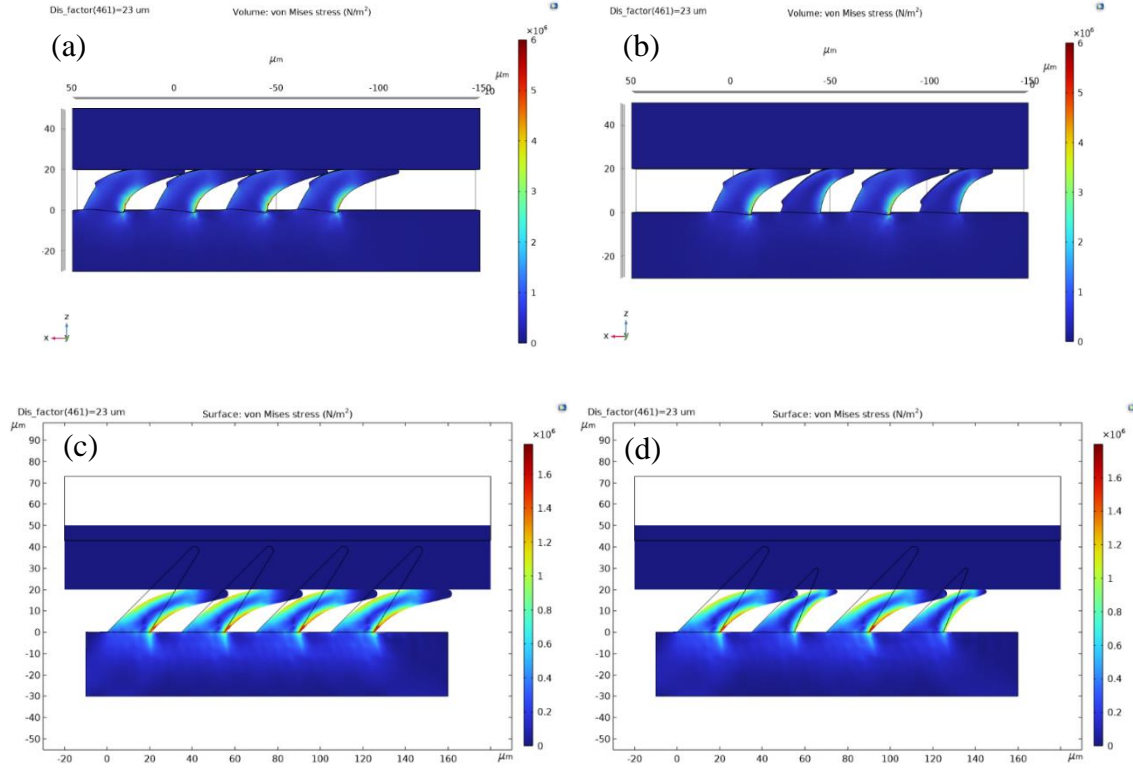 Dis_factor(461)=23 um
Volume: von Mises stress (N/m²)
(a)
×10⁶
μm
μm
50 0 -50 -100 -150
10
40
20
0
-20
6
5
4
3
2
1
0
z
x y
Dis_factor(461)=23 um
Volume: von Mises stress (N/m²)
(b)
×10⁶
μm
μm
50 0 -50 -100 -150
0
40
20
0
-20
6
5
4
3
2
1
0
z
x y
Dis_factor(461)=23 um
Surface: von Mises stress (N/m²)
μm
(c)
×10⁶
90
80
70
60
50
40
30
20
10
0
-10
-20
-30
-40
-50
1.6
1.4
1.2
1
0.8
0.6
0.4
0.2
0
-20 0 20 40 60 80 100 120 140 160 μm
Dis_factor(461)=23 um
Surface: von Mises stress (N/m²)
μm
(d)
×10⁶
90
80
70
60
50
40
30
20
10
0
-10
-20
-30
-40
-50
1.6
1.4
1.2
1
0.8
0.6
0.4
0.2
0
-20 0 20 40 60 80 100 120 140 160 μm